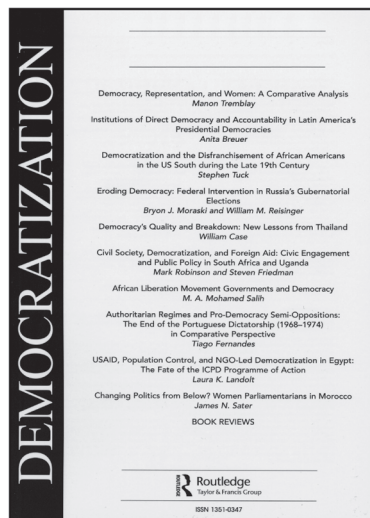 DEMOCRATIZATION
Democracy, Representation, and Women: A Comparative Analysis
Manon Tremblay
Institutions of Direct Democracy and Accountability in Latin America's
Presidential Democracies
Anita Breuer
Democratization and the Disfranchisement of African Americans
in the US South during the Late 19th Century
Stephen Tuck
Eroding Democracy: Federal Intervention in Russia's Gubernatorial
Elections
Bryon J. Moraski and William M. Reisinger
Democracy's Quality and Breakdown: New Lessons from Thailand
William Case
Civil Society, Democratization, and Foreign Aid: Civic Engagement
and Public Policy in South Africa and Uganda
Mark Robinson and Steven Friedman
African Liberation Movement Governments and Democracy
M. A. Mohamed Salih
Authoritarian Regimes and Pro-Democracy Semi-Oppositions:
The End of the Portuguese Dictatorship (1968–1974)
in Comparative Perspective
Tiago Fernandes
USAID, Population Control, and NGO-Led Democratization in Egypt:
The Fate of the ICPD Programme of Action
Laura K. Landolt
Changing Politics from Below? Women Parliamentarians in Morocco
James N. Sater
BOOK REVIEWS
ROUTLEDGE
Routledge
Taylor & Francis Group
ISSN 1351-0347